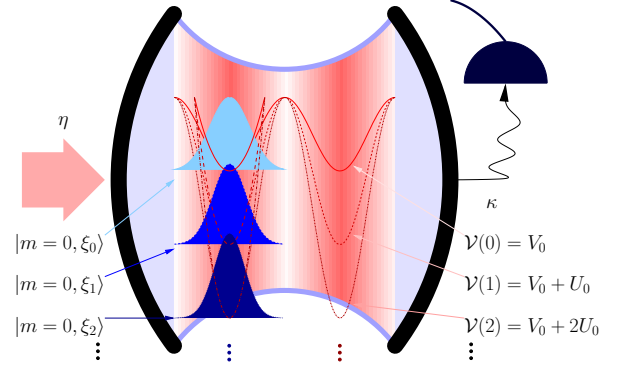 η
κ
|m = 0, ξ₀⟩
𝒱(0) = V₀
|m = 0, ξ₁⟩
𝒱(1) = V₀ + U₀
|m = 0, ξ₂⟩
𝒱(2) = V₀ + 2U₀